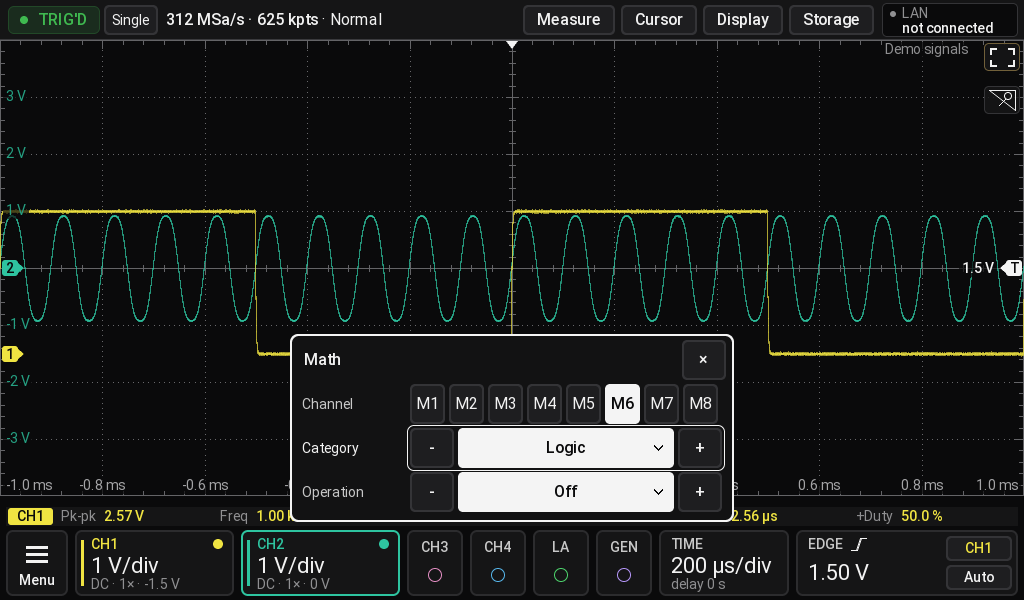 TRIG'D Single 312 MSa/s · 625 kpts · Normal Measure Cursor Display Storage LAN
not connected
Demo signals
3 V
2 V
1 V
2 1.5 V T
-1 V
1
-2 V
-3 V
Math ×
Channel M1 M2 M3 M4 M5 M6 M7 M8
Category - Logic +
Operation - Off +
-1.0 ms -0.8 ms -0.6 ms 0.6 ms 0.8 ms 1.0 ms
CH1 Pk-pk 2.57 V Freq 1.00 2.56 µs +Duty 50.0 %
Menu
CH1
1 V/div
DC · 1× · -1.5 V
CH2
1 V/div
DC · 1× · 0 V
CH3
CH4
LA
GEN
TIME
200 µs/div
delay 0 s
EDGE
1.50 V
CH1
Auto